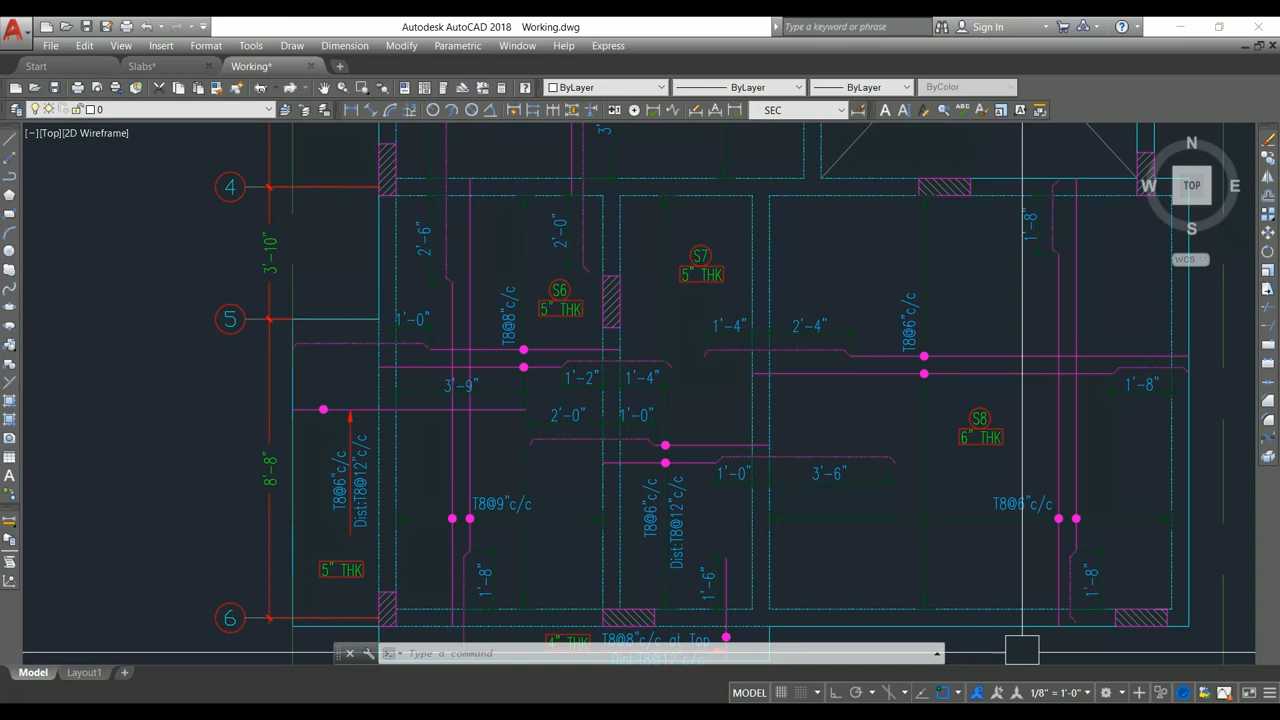 Autodesk AutoCAD 2018 Working.dwg
Type a keyword or phrase
Sign In
File Edit View Insert Format Tools Draw Dimension Modify Parametric Window Help Express
Start Slabs* Working*
ByLayer ByLayer ByLayer ByColor
0 SEC
[−][Top][2D Wireframe]
N
W TOP E
S
WCS
4
3'-10"
5
8'-8"
6
2'-6"
2'-0"
1'-8"
S7
5" THK
S6
5" THK
T8@8"c/c
T8@6"c/c
1'-0"
1'-4"
2'-4"
3'-9"
1'-2"
1'-4"
1'-8"
2'-0"
1'-0"
S8
6" THK
T8@6"c/c
Dist:T8@12"c/c
1'-0"
3'-6"
T8@9"c/c
T8@6"c/c
Dist:T8@12"c/c
T8@6"c/c
5" THK
1'-8"
1'-6"
1'-8"
4" THK
T8@8"c/c at Top
Dist:T8@12"c/c
Type a command
Model Layout1
MODEL
1/8" = 1'-0"